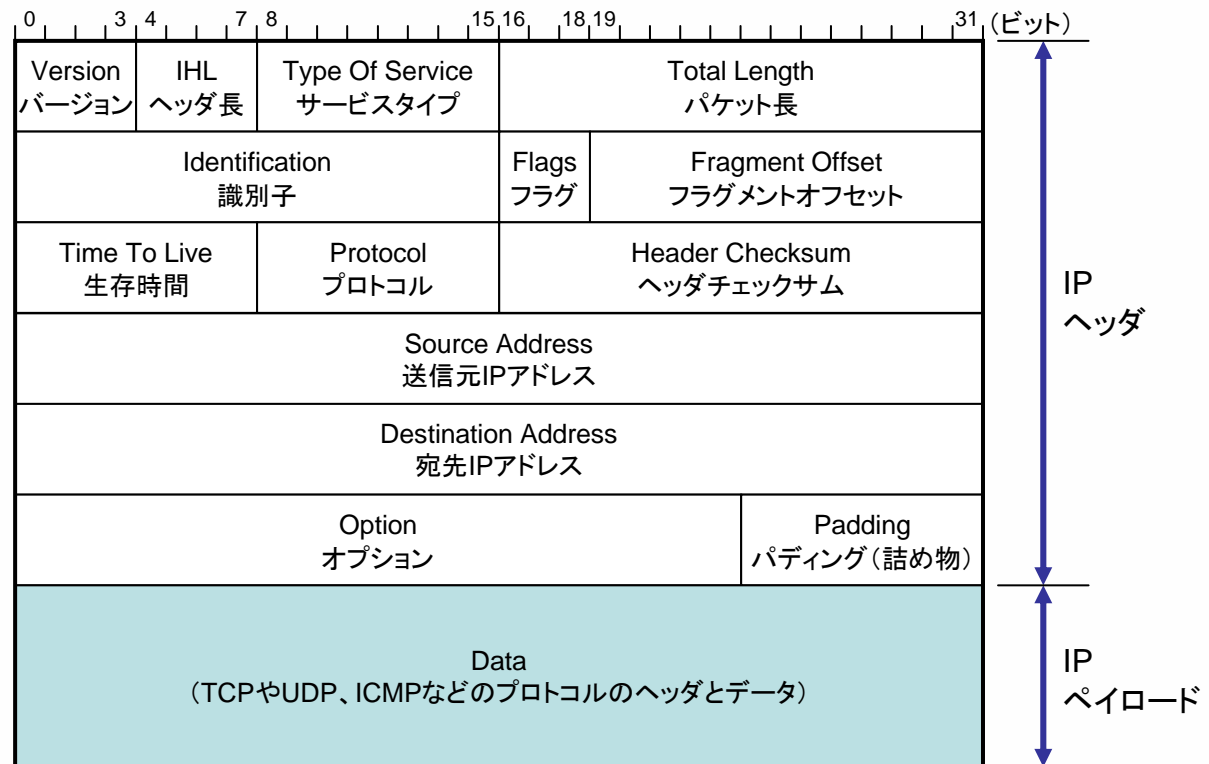 0 3 4 7 8 15 16 18 19 31 (ビット)
Version
バージョン
IHL
ヘッダ長
Type Of Service
サービスタイプ
Total Length
パケット長
Identification
識別子
Flags
フラグ
Fragment Offset
フラグメントオフセット
Time To Live
生存時間
Protocol
プロトコル
Header Checksum
ヘッダチェックサム
Source Address
送信元IPアドレス
Destination Address
宛先IPアドレス
Option
オプション
Padding
パディング(詰め物)
IP
ヘッダ
Data
(TCPやUDP、ICMPなどのプロトコルのヘッダとデータ)
IP
ペイロード